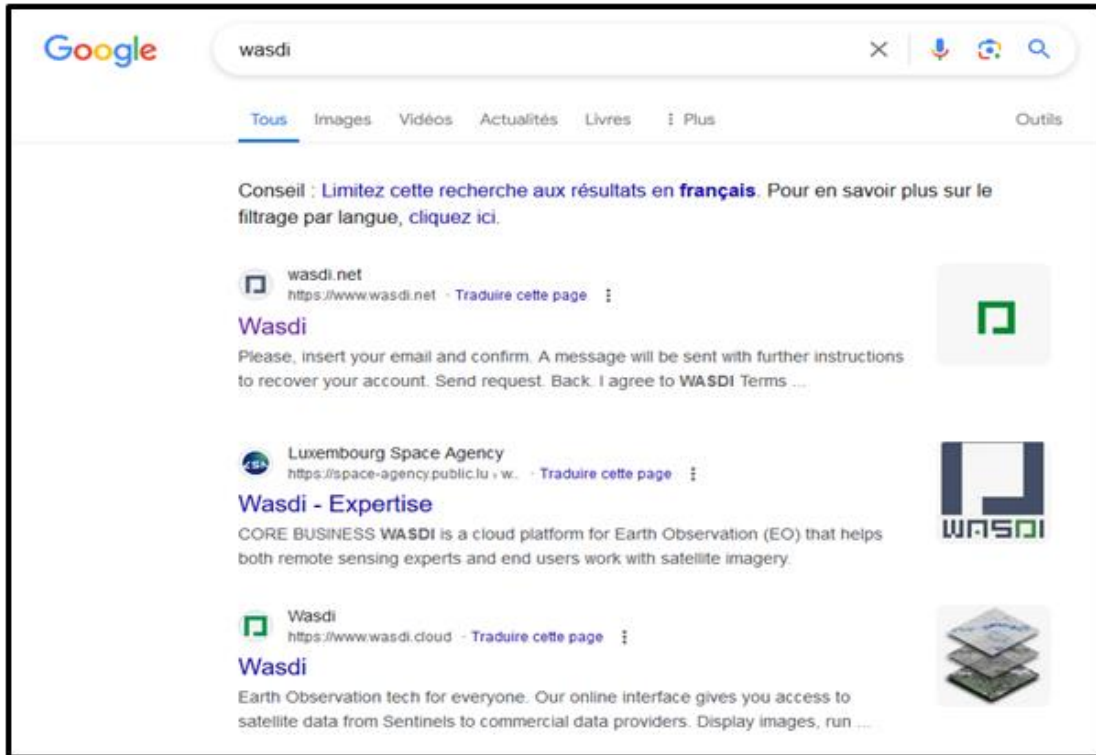 Google
wasdi
Tous Images Vidéos Actualités Livres Plus Outils
Conseil : Limitez cette recherche aux résultats en français. Pour en savoir plus sur le
filtrage par langue, cliquez ici.
wasdi.net
https://www.wasdi.net · Traduire cette page
Wasdi
Please, insert your email and confirm. A message will be sent with further instructions
to recover your account. Send request. Back. I agree to WASDI Terms ...
LSA
Luxembourg Space Agency
https://space-agency.public.lu › w.. · Traduire cette page
Wasdi - Expertise
CORE BUSINESS WASDI is a cloud platform for Earth Observation (EO) that helps
both remote sensing experts and end users work with satellite imagery.
WASDI
Wasdi
https://www.wasdi.cloud · Traduire cette page
Wasdi
Earth Observation tech for everyone. Our online interface gives you access to
satellite data from Sentinels to commercial data providers. Display images, run ...